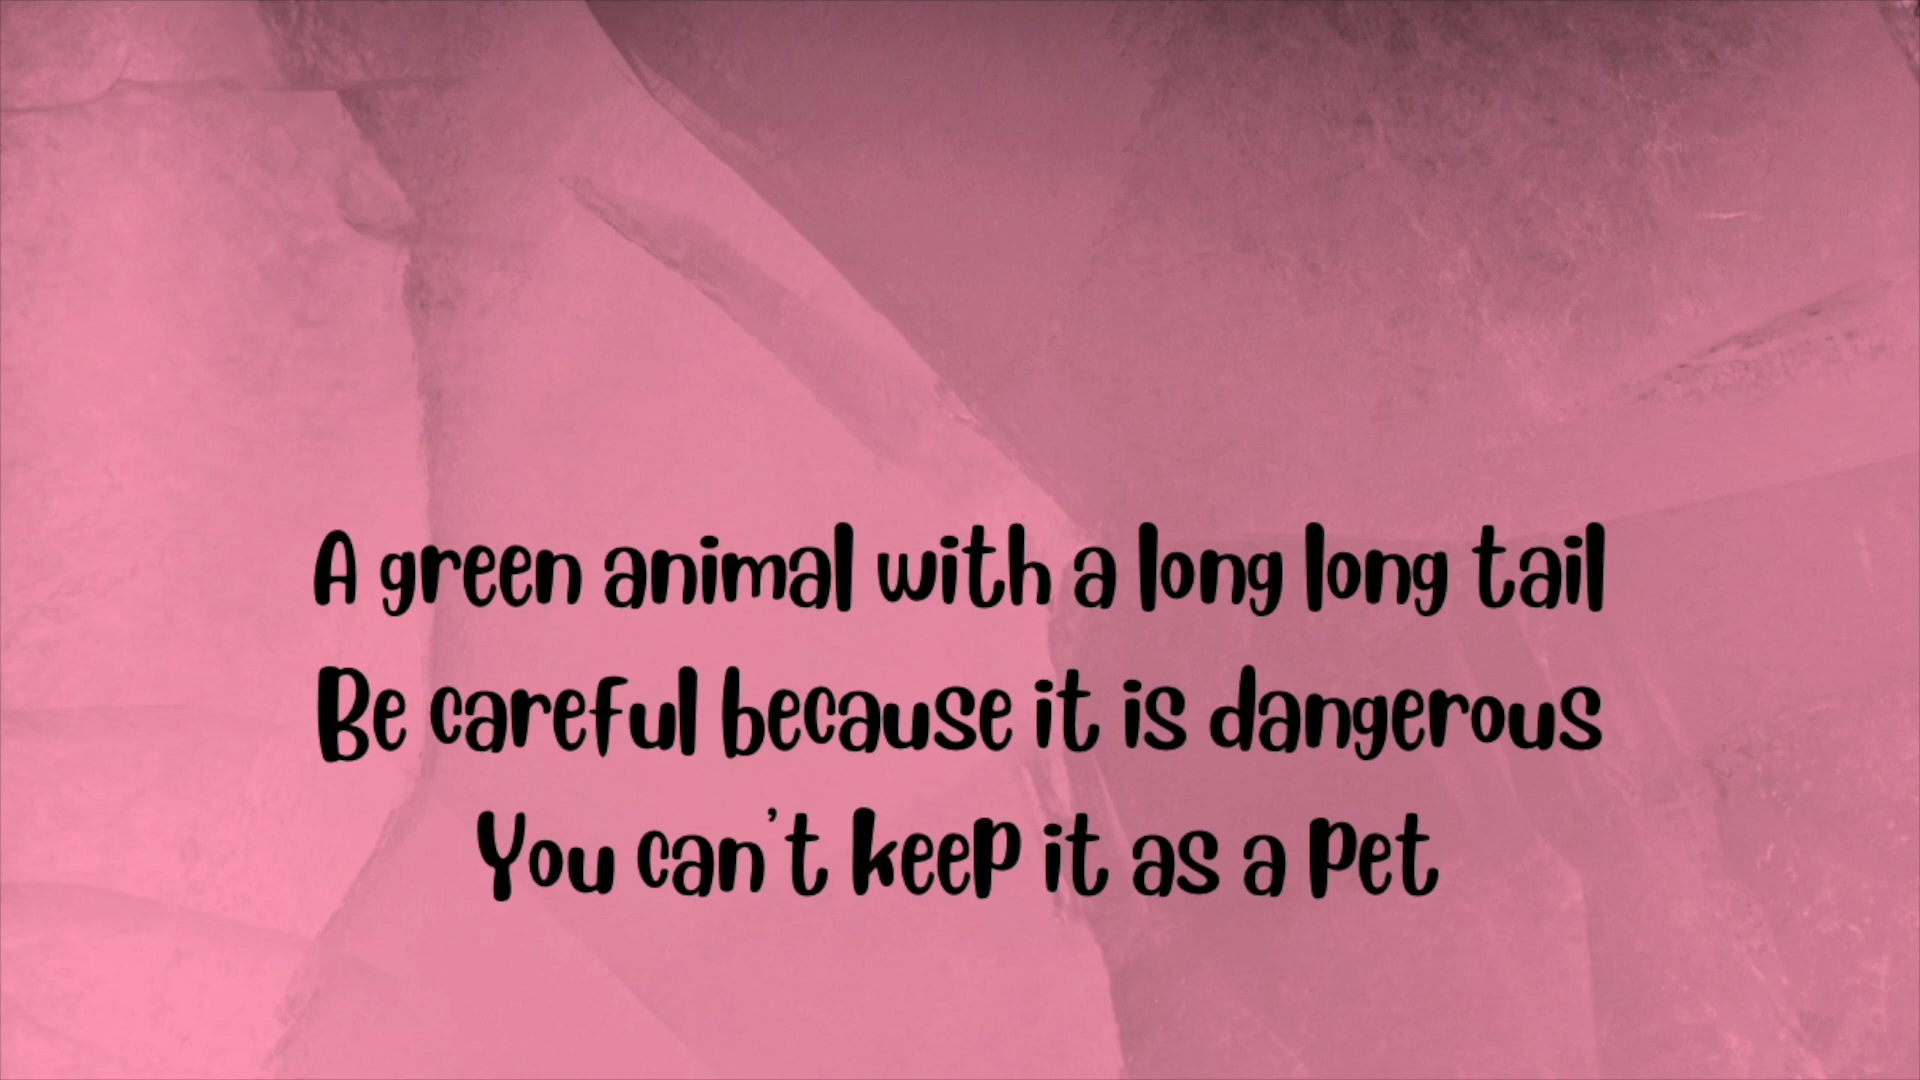 A green animal with a long long tail
Be careful because it is dangerous
You can't keep it as a pet